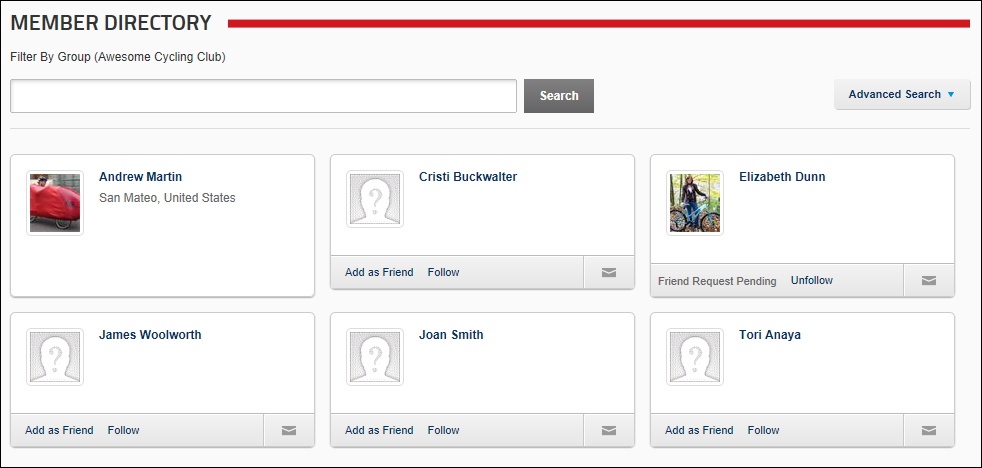 MEMBER DIRECTORY
Filter By Group (Awesome Cycling Club)
Search
Advanced Search
Andrew Martin
San Mateo, United States
Cristi Buckwalter
Add as Friend Follow
Elizabeth Dunn
Friend Request Pending Unfollow
James Woolworth
Add as Friend Follow
Joan Smith
Add as Friend Follow
Tori Anaya
Add as Friend Follow